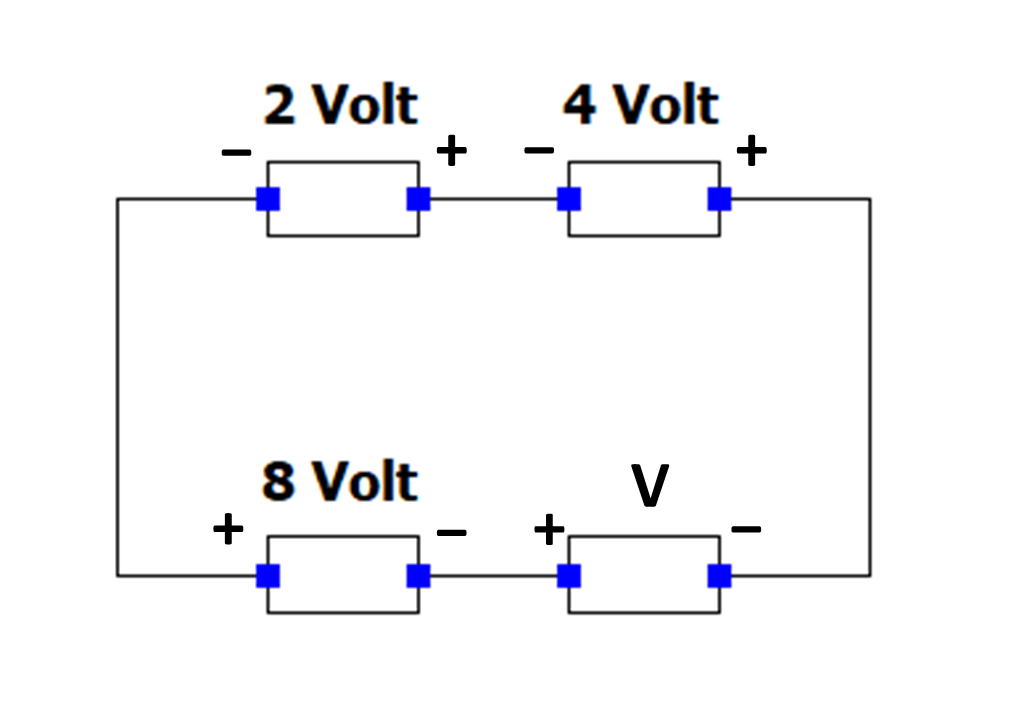 2 Volt 4 Volt
− + − +
8 Volt V
+ − + −